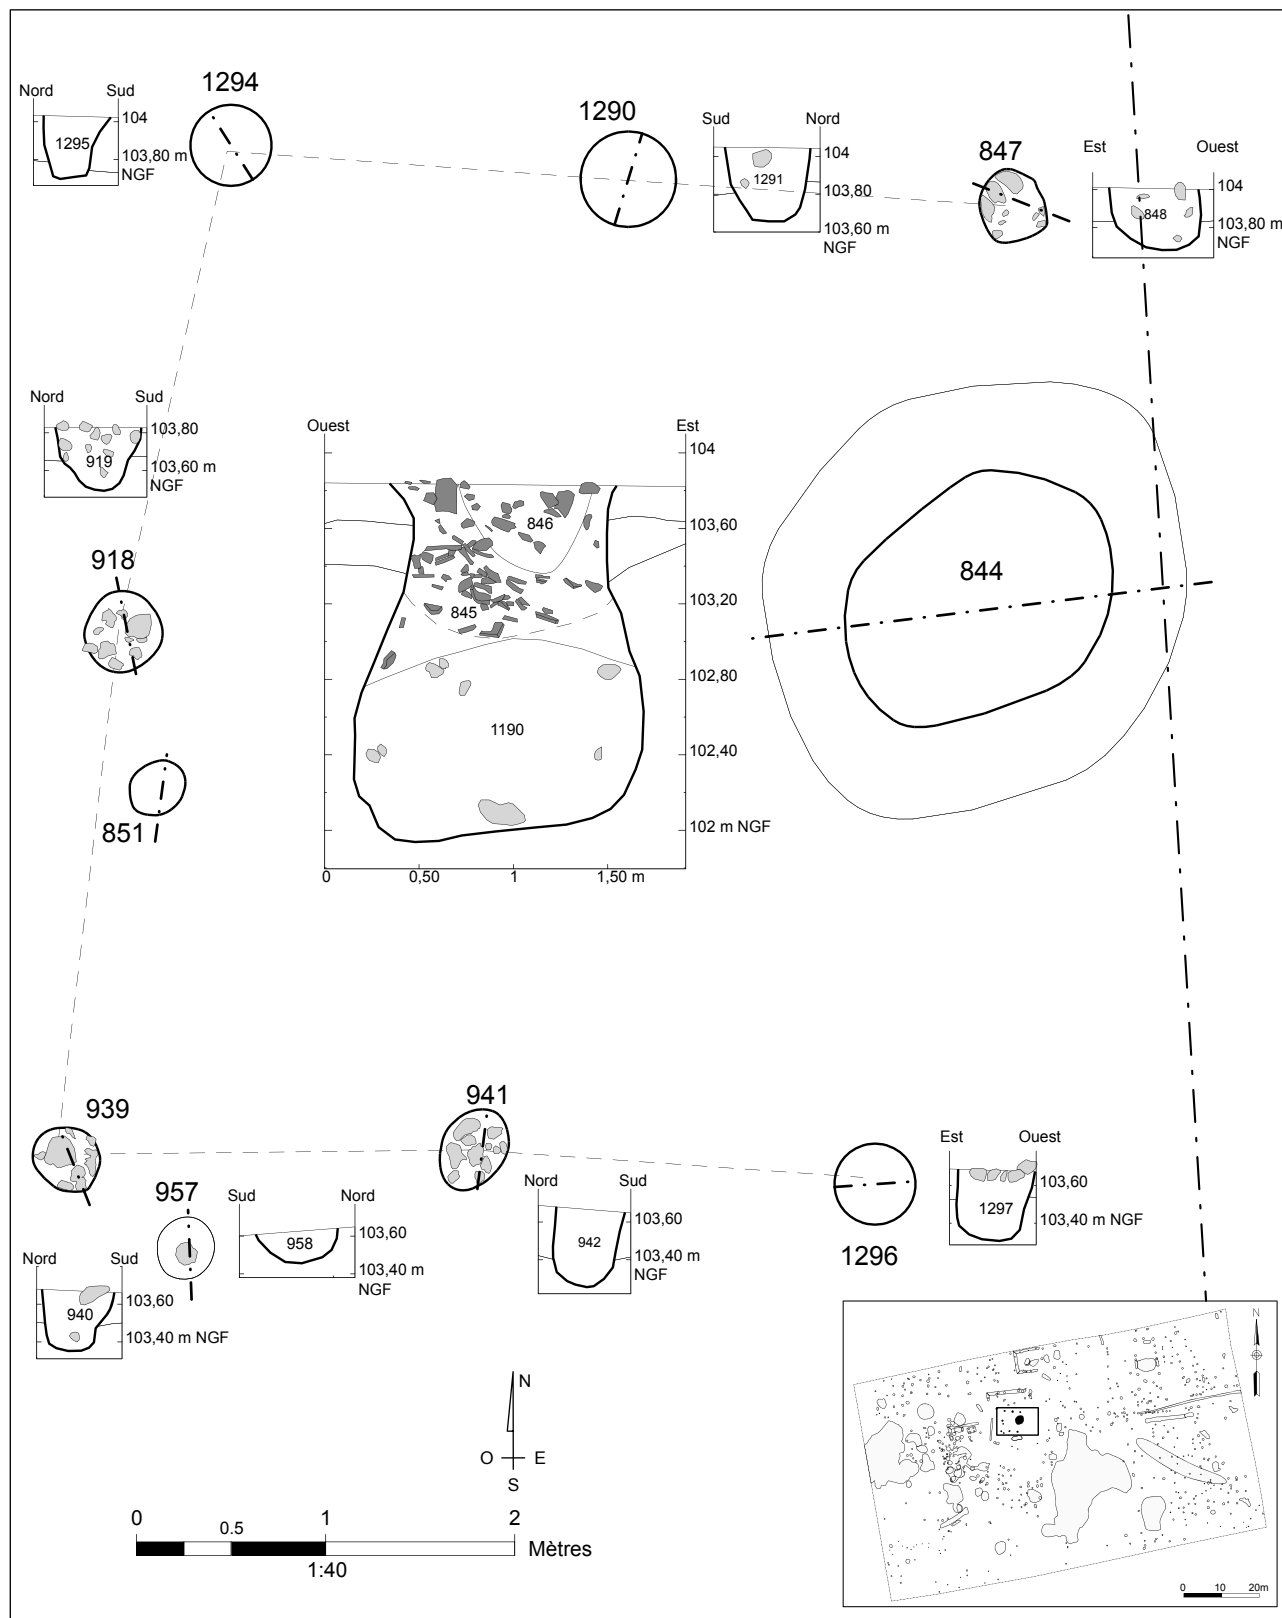 1294
Nord Sud
104
1295
103,80 m
NGF
1290
Sud Nord
104
1291
103,80
103,60 m
NGF
847
Est Ouest
104
848
103,80 m
NGF
Nord Sud
103,80
919
103,60 m
NGF
918
851
Ouest Est
104
846
103,60
845
103,20
102,80
1190
102,40
102 m NGF
0 0,50 1 1,50 m
844
939
Nord Sud
103,60
940
103,40 m NGF
957
Sud Nord
958
103,60
103,40 m
NGF
941
Nord Sud
103,60
942
103,40 m
NGF
1296
Est Ouest
103,60
1297
103,40 m NGF
N
O E
S
0 0.5 1 2
Mètres
1:40
N
0 10 20m